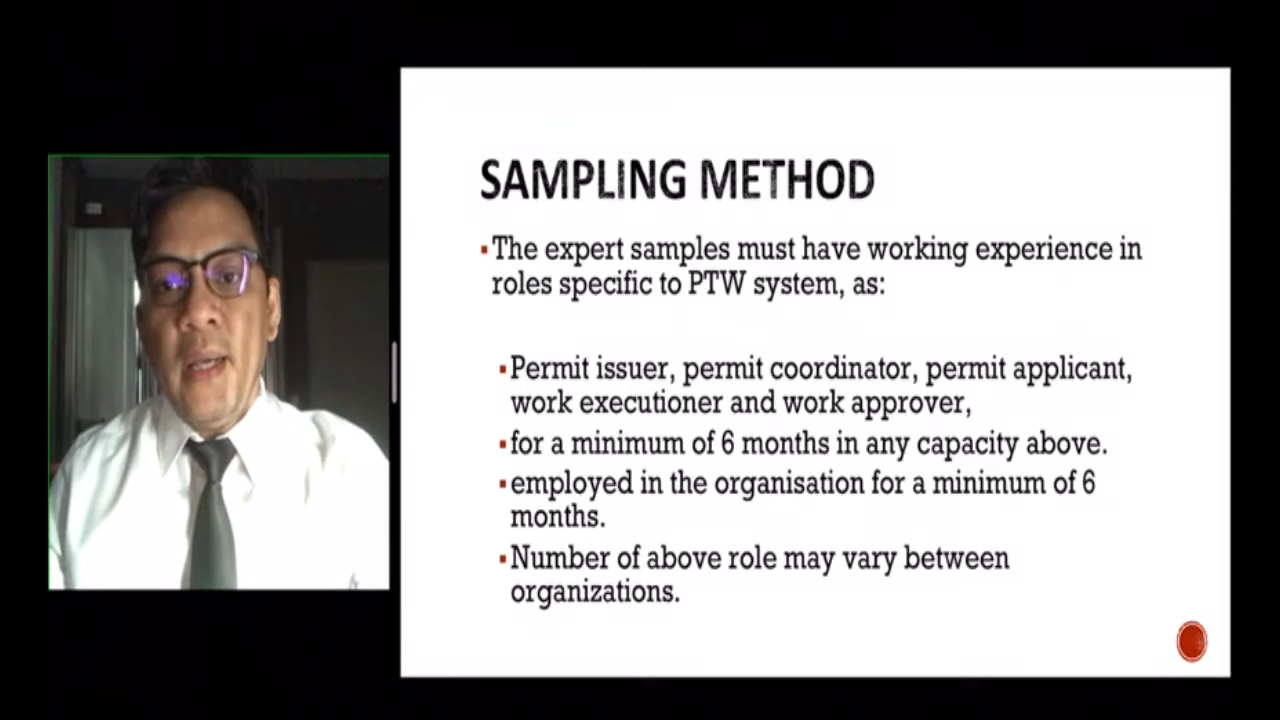 SAMPLING METHOD
▪The expert samples must have working experience in
roles specific to PTW system, as:
▪Permit issuer, permit coordinator, permit applicant,
work executioner and work approver,
▪for a minimum of 6 months in any capacity above.
▪employed in the organisation for a minimum of 6
months.
▪Number of above role may vary between
organizations.